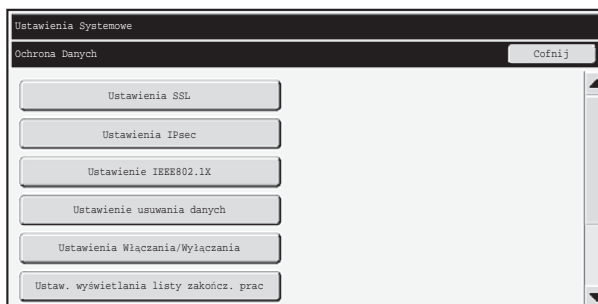 Ustawienia Systemowe
Ochrona Danych
Cofnij
Ustawienia SSL
Ustawienia IPsec
Ustawienie IEEE802.1X
Ustawienie usuwania danych
Ustawienia Włączania/Wyłączania
Ustaw. wyświetlania listy zakończ. prac